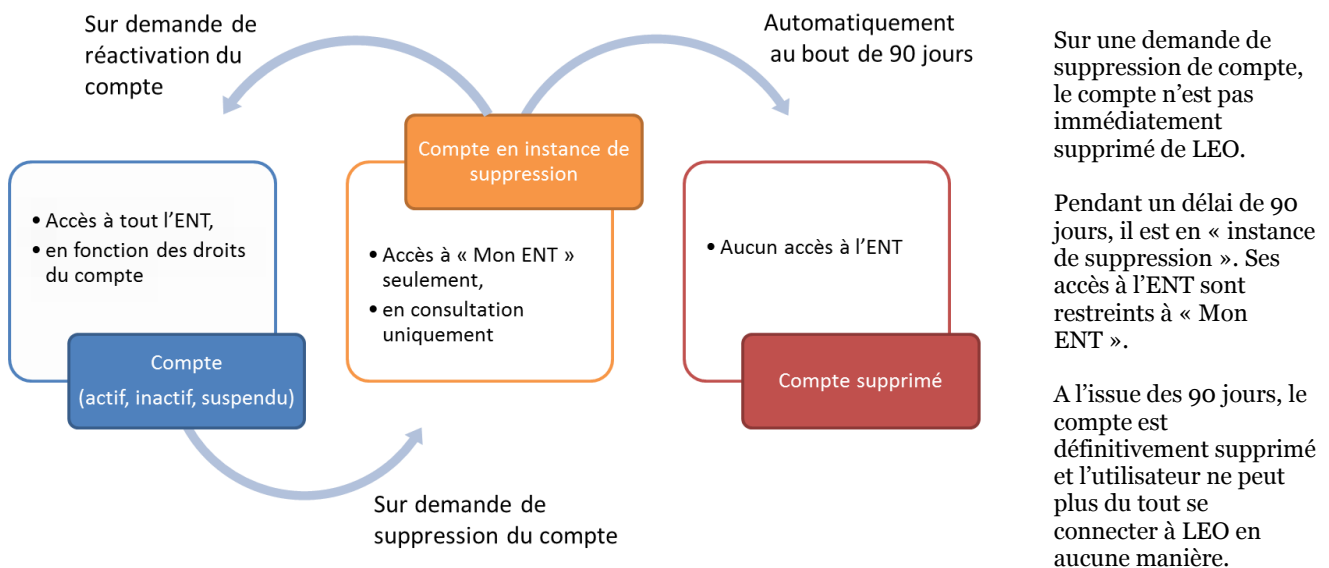 Sur demande de
réactivation du
compte
Automatiquement
au bout de 90 jours
Compte en instance de
suppression
• Accès à tout l’ENT,
• en fonction des droits
du compte
Compte
(actif, inactif, suspendu)
• Accès à « Mon ENT »
seulement,
• en consultation
uniquement
• Aucun accès à l’ENT
Compte supprimé
Sur demande de
suppression du compte
Sur une demande de
suppression de compte,
le compte n’est pas
immédiatement
supprimé de LEO.
Pendant un délai de 90
jours, il est en « instance
de suppression ». Ses
accès à l’ENT sont
restreints à « Mon
ENT ».
A l’issue des 90 jours, le
compte est
définitivement supprimé
et l’utilisateur ne peut
plus du tout se
connecter à LEO en
aucune manière.